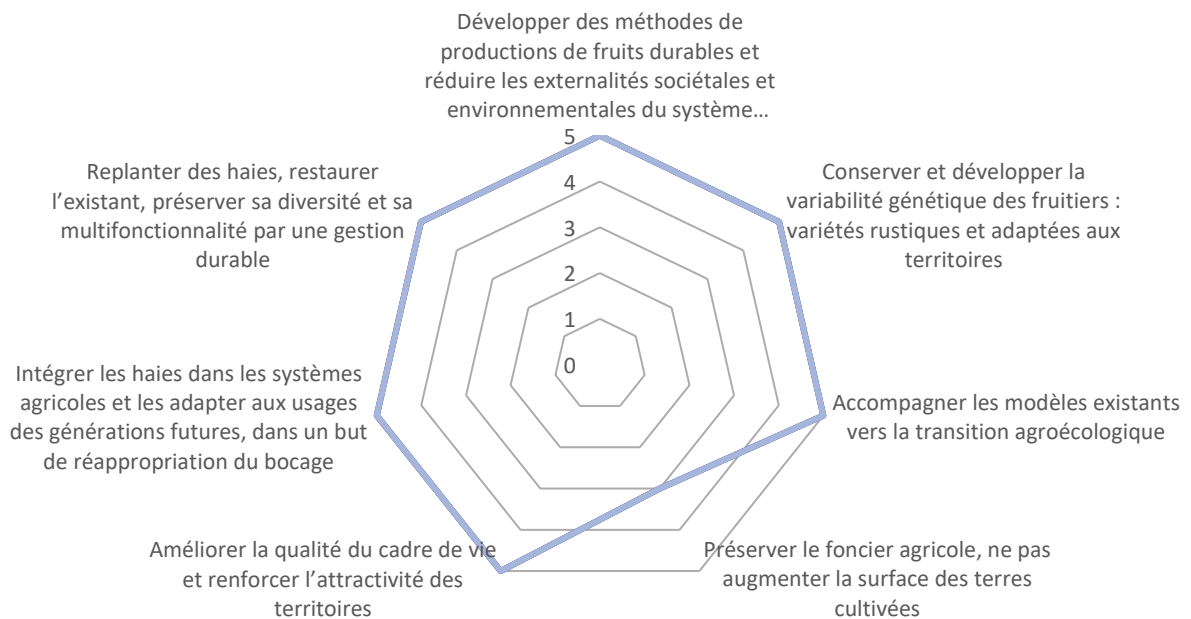 Développer des méthodes de
productions de fruits durables et
réduire les externalités sociétales et
environnementales du système…
5
4
3
2
1
0
Conserver et développer la
variabilité génétique des fruitiers :
variétés rustiques et adaptées aux
territoires
Accompagner les modèles existants
vers la transition agroécologique
Préserver le foncier agricole, ne pas
augmenter la surface des terres
cultivées
Améliorer la qualité du cadre de vie
et renforcer l’attractivité des
territoires
Intégrer les haies dans les systèmes
agricoles et les adapter aux usages
des générations futures, dans un but
de réappropriation du bocage
Replanter des haies, restaurer
l’existant, préserver sa diversité et sa
multifonctionnalité par une gestion
durable